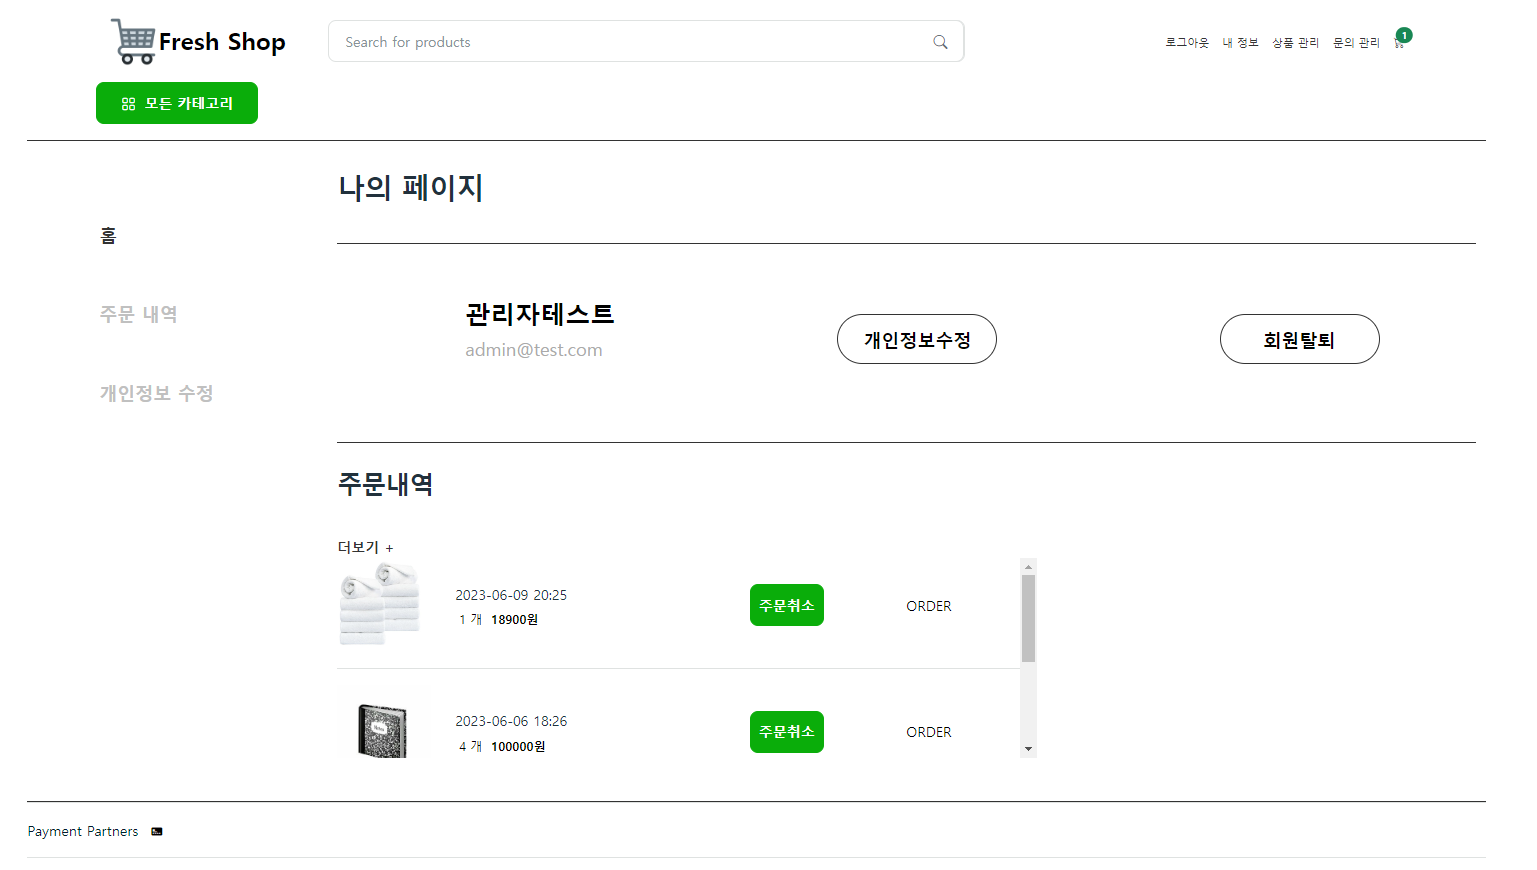 Fresh Shop
Search for products
로그아웃 내 정보 상품 관리 문의 관리 1
모든 카테고리
나의 페이지
홈
주문 내역
개인정보 수정
관리자테스트
admin@test.com
개인정보수정
회원탈퇴
주문내역
더보기 +
2023-06-09 20:25
1 개 18900원
주문취소
ORDER
2023-06-06 18:26
4 개 100000원
주문취소
ORDER
Payment Partners